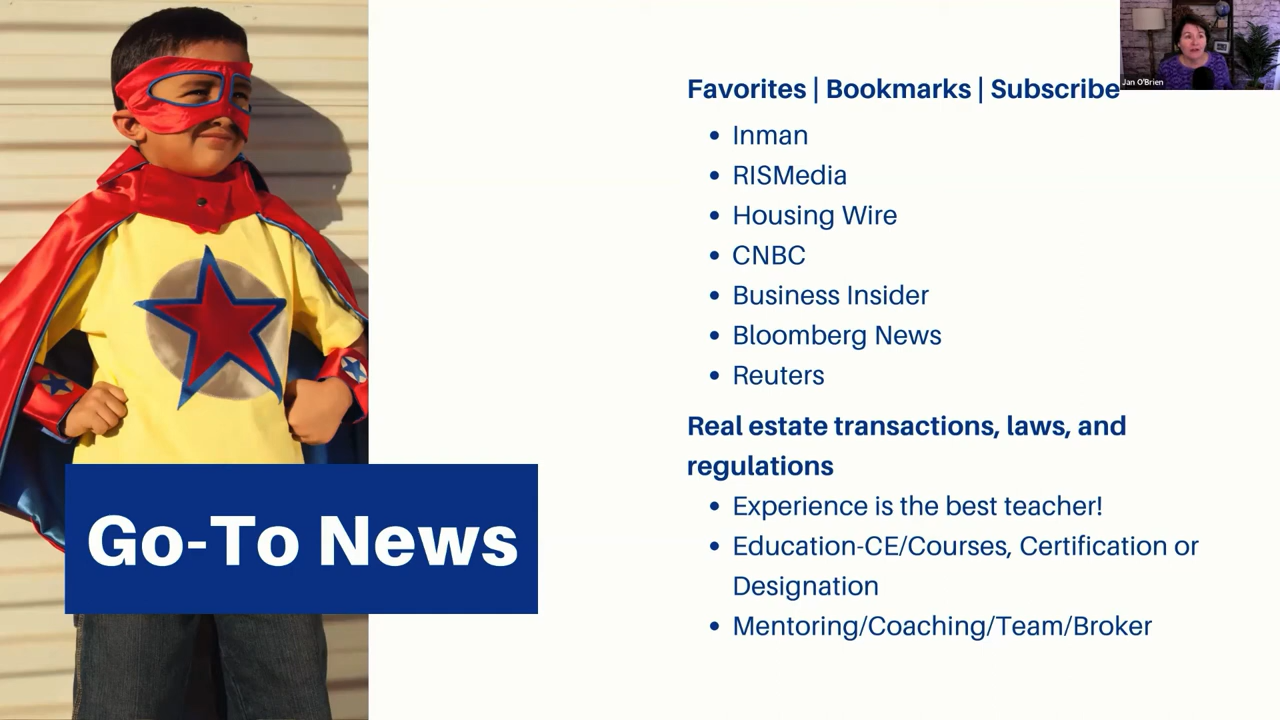 Jan O'Brien
Favorites | Bookmarks | Subscribe
• Inman
• RISMedia
• Housing Wire
• CNBC
• Business Insider
• Bloomberg News
• Reuters
Real estate transactions, laws, and
regulations
• Experience is the best teacher!
• Education-CE/Courses, Certification or
Designation
• Mentoring/Coaching/Team/Broker
Go-To News